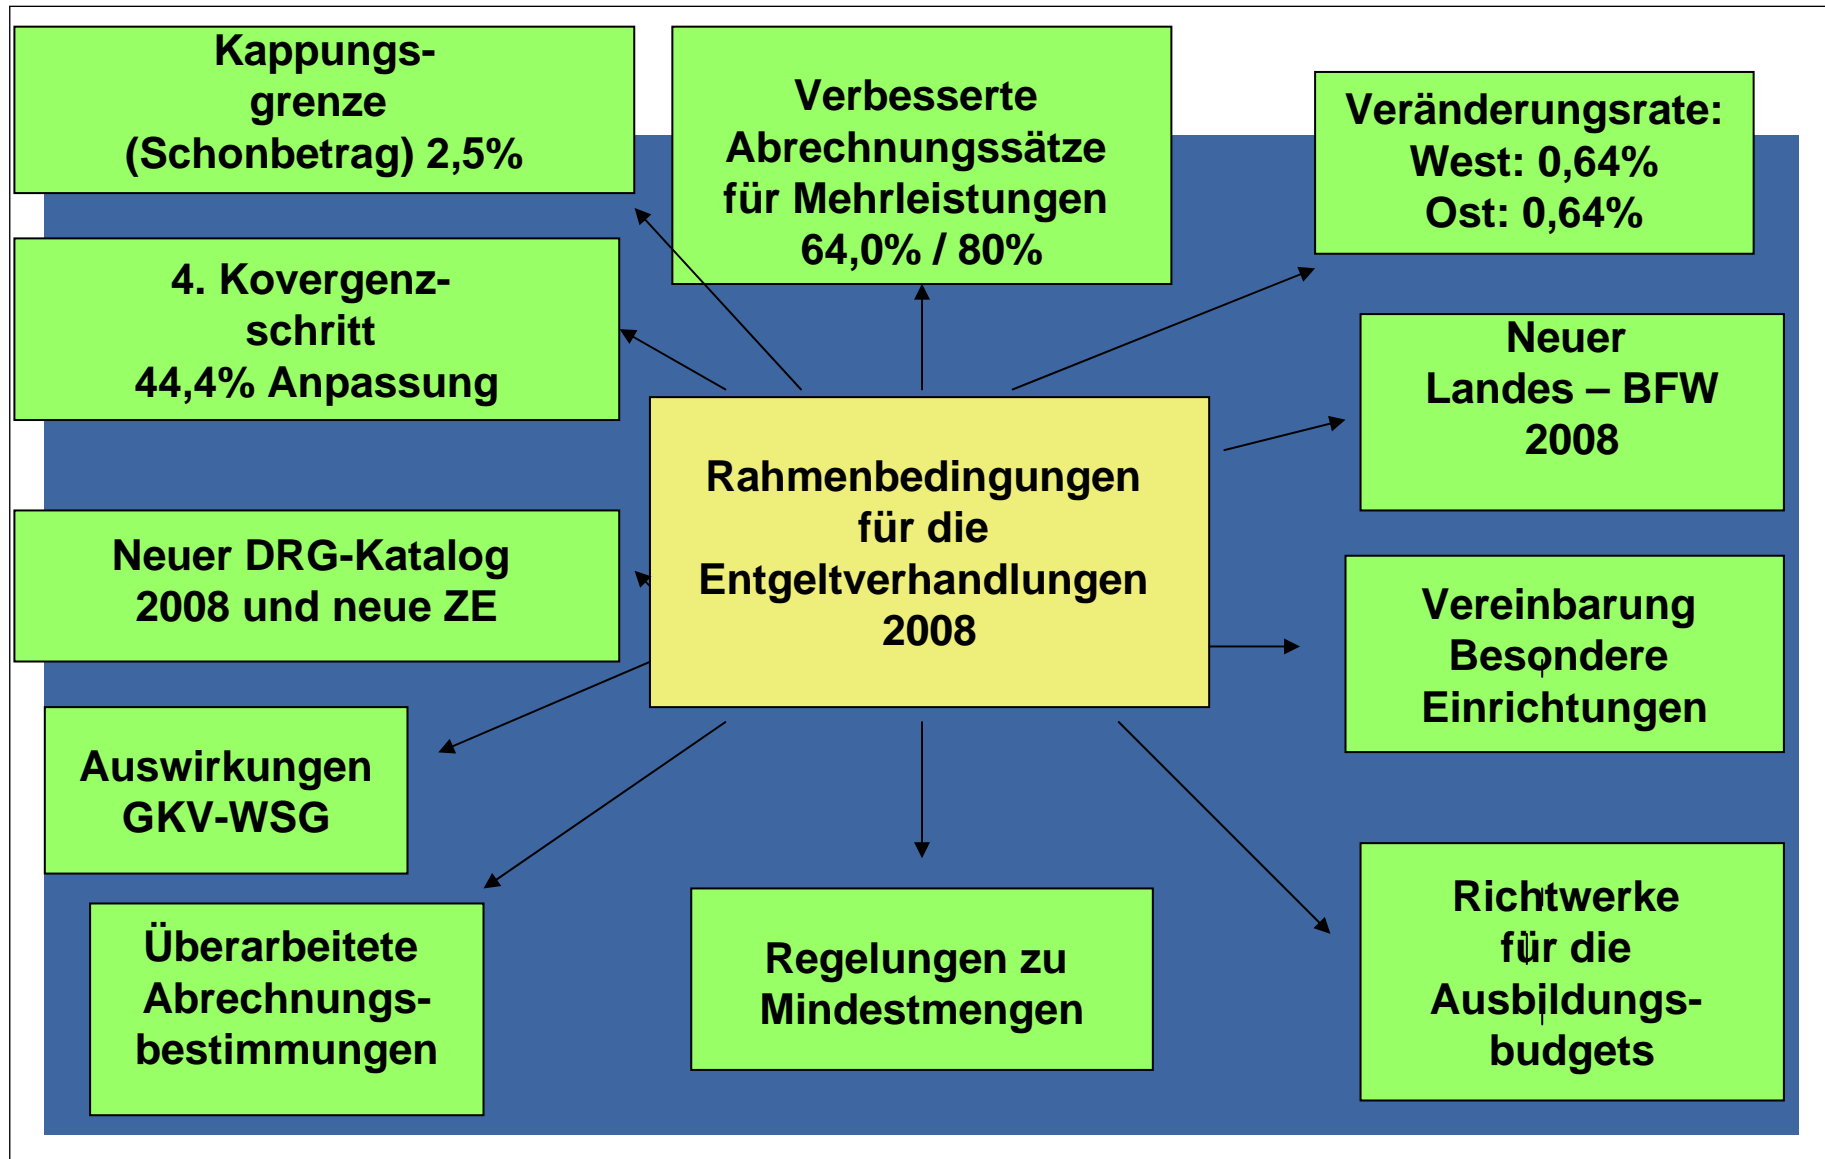 Kappungs-
grenze
(Schonbetrag) 2,5%
Verbesserte
Abrechnungssätze
für Mehrleistungen
64,0% / 80%
Veränderungsrate:
West: 0,64%
Ost: 0,64%
4. Kovergenz-
schritt
44,4% Anpassung
Neuer
Landes – BFW
2008
Rahmenbedingungen
für die
Entgeltverhandlungen
2008
Neuer DRG-Katalog
2008 und neue ZE
Vereinbarung
Besondere
Einrichtungen
Auswirkungen
GKV-WSG
Überarbeitete
Abrechnungs-
bestimmungen
Regelungen zu
Mindestmengen
Richtwerke
für die
Ausbildungs-
budgets